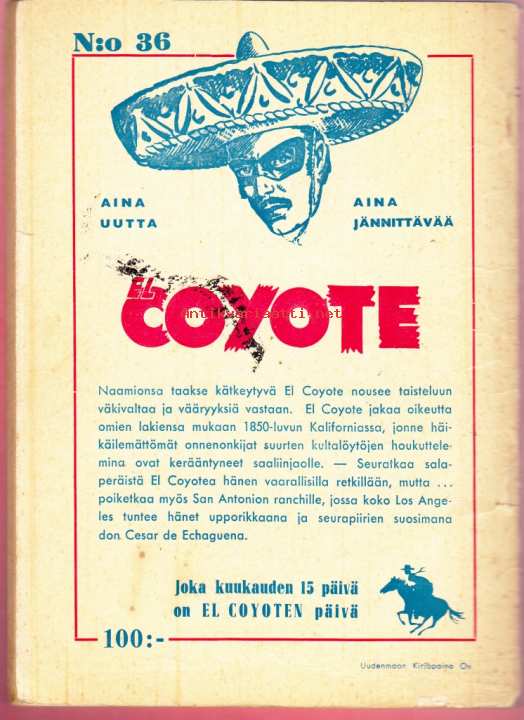 N:o 36
AINA
UUTTA
AINA
JÄNNITTÄVÄÄ
EL
COYOTE
antikvariaatti.net
Naamionsa taakse kätkeytyvä El Coyote nousee taisteluun
väkivaltaa ja vääryyksiä vastaan. El Coyote jakaa oikeutta
omien lakiensa mukaan 1850-luvun Kaliforniassa, jonne häi-
käilemättömät onnenonkijat suurten kultalöytöjen houkuttele-
mina ovat kerääntyneet saaliinjaolle. — Seuratkaa sala-
peräistä El Coyotea hänen vaarallisilla retkillään, mutta ...
poiketkaa myös San Antonion ranchille, jossa koko Los Ange-
les tuntee hänet upporikkaana ja seurapiirien suosimana
don Cesar de Echaguena.
Joka kuukauden 15 päivä
on EL COYOTEN päivä
100:-
Uudenmaan Kirjapaino Oy